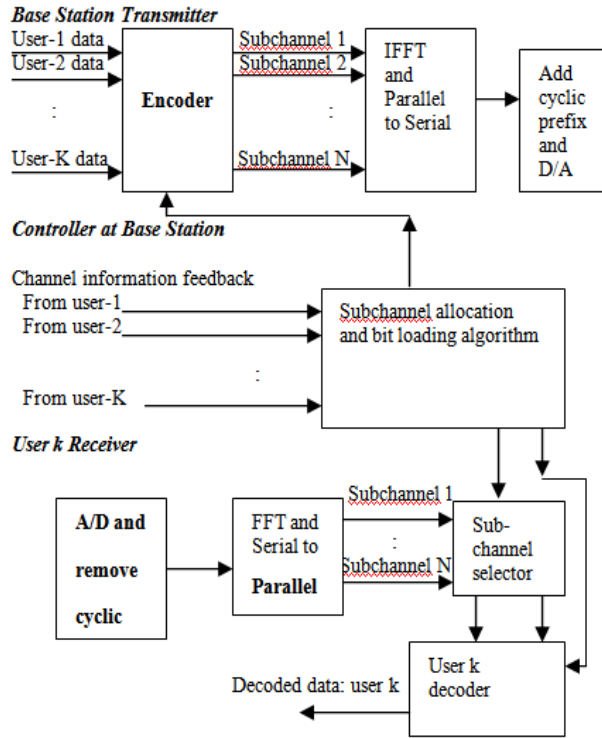 Base Station Transmitter
User-1 data
User-2 data
:
User-K data
Encoder
Subchannel 1
Subchannel 2
:
Subchannel N
IFFT
and
Parallel
to Serial
Add
cyclic
prefix
and
D/A
Controller at Base Station
Channel information feedback
From user-1
From user-2
:
From user-K
Subchannel allocation
and bit loading algorithm
User k Receiver
A/D and
remove
cyclic
FFT and
Serial to
Parallel
Subchannel 1
:
Subchannel N
Sub-
channel
selector
User k
decoder
Decoded data: user k